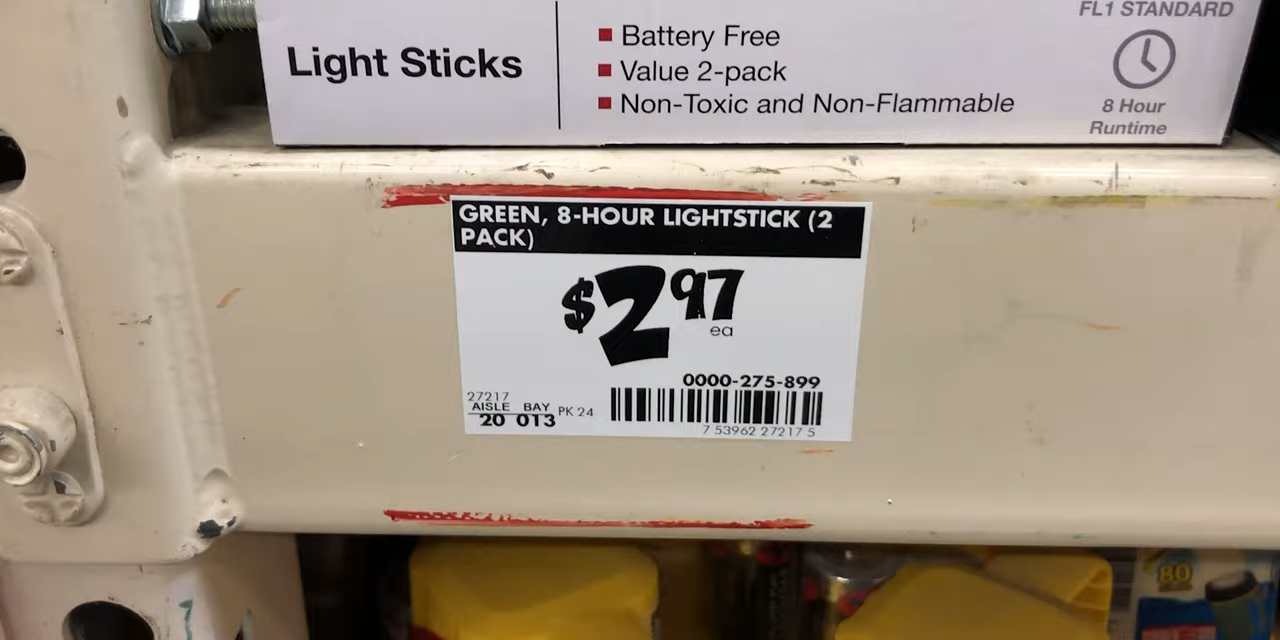 FL1 STANDARD
Light Sticks
Battery Free
Value 2-pack
Non-Toxic and Non-Flammable
8 Hour
Runtime
GREEN, 8-HOUR LIGHTSTICK (2
PACK)
$297
ea
0000-275-899
27217
AISLE BAY PK 24
20 013
7 53962 27217 5
80